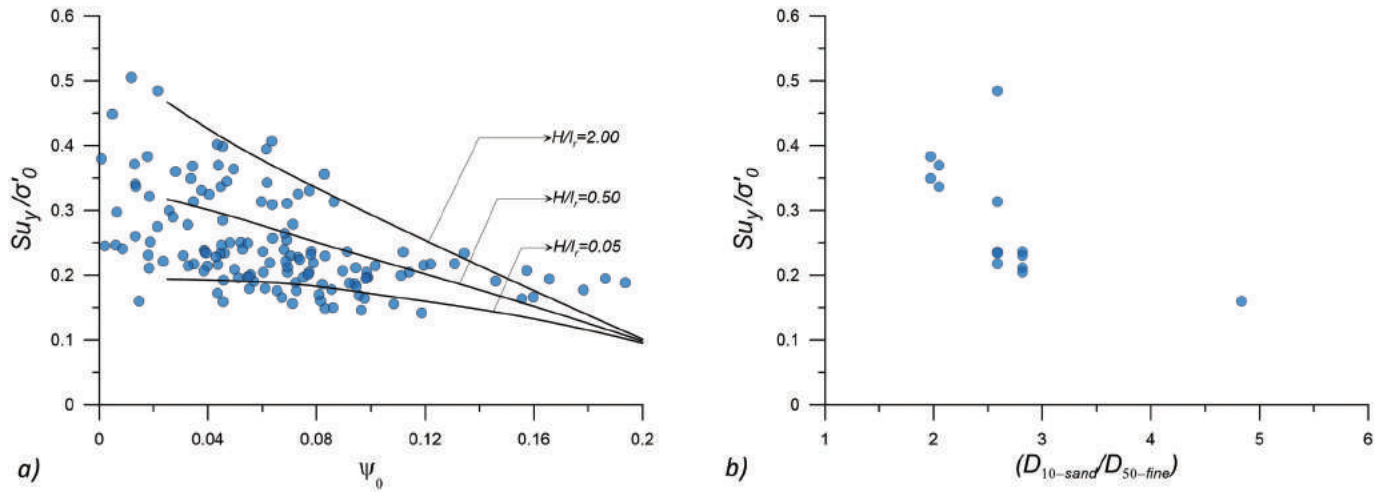 0.6
0.5
0.4
0.3
0.2
0.1
0
Su_y/σ'_0
H/l_r=2.00
H/l_r=0.50
H/l_r=0.05
0 0.04 0.08 0.12 0.16 0.2
a) ψ_0
0.6
0.5
0.4
0.3
0.2
0.1
0
Su_y/σ'_0
1 2 3 4 5 6
b) (D_10–sand/D_50–fine)